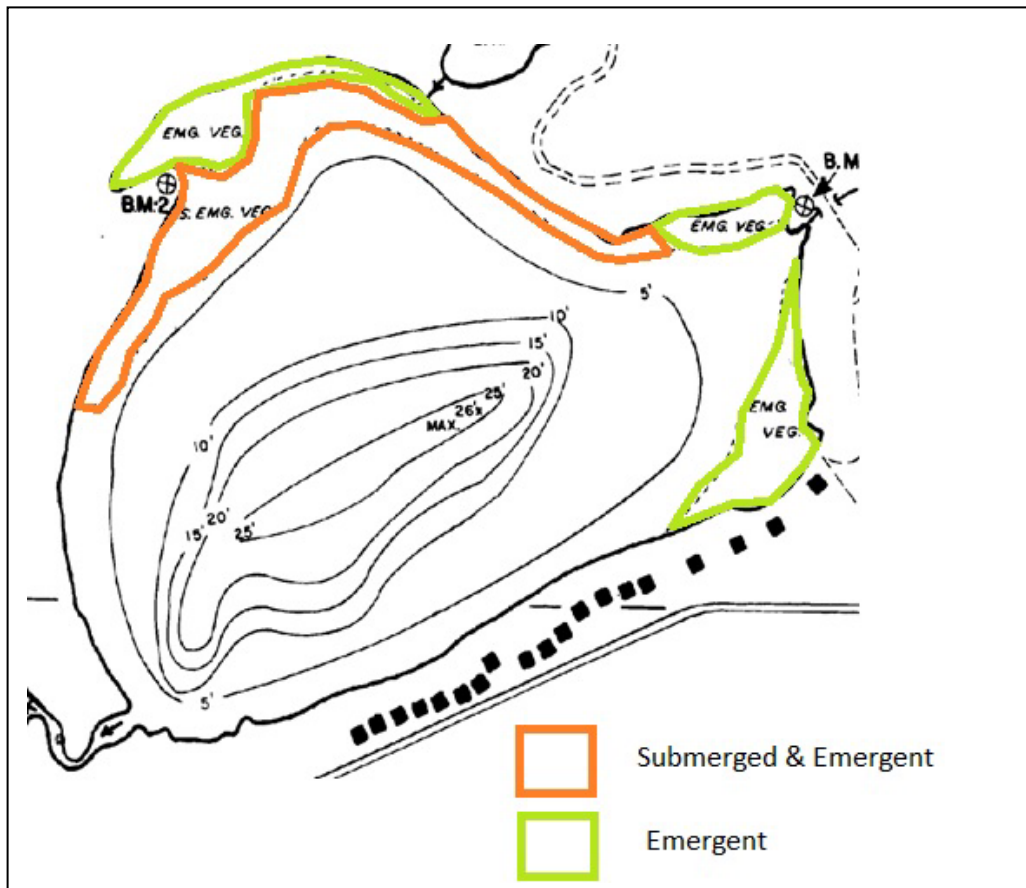 EMG. VEG.
B.M.
B.M.-2
S. EMG. VEG.
EMG. VEG.
5'
10'
15'
20'
25'
26'x
MAX.
EMG.
VEG.
10'
20'
15'
25'
5'
Submerged & Emergent
Emergent